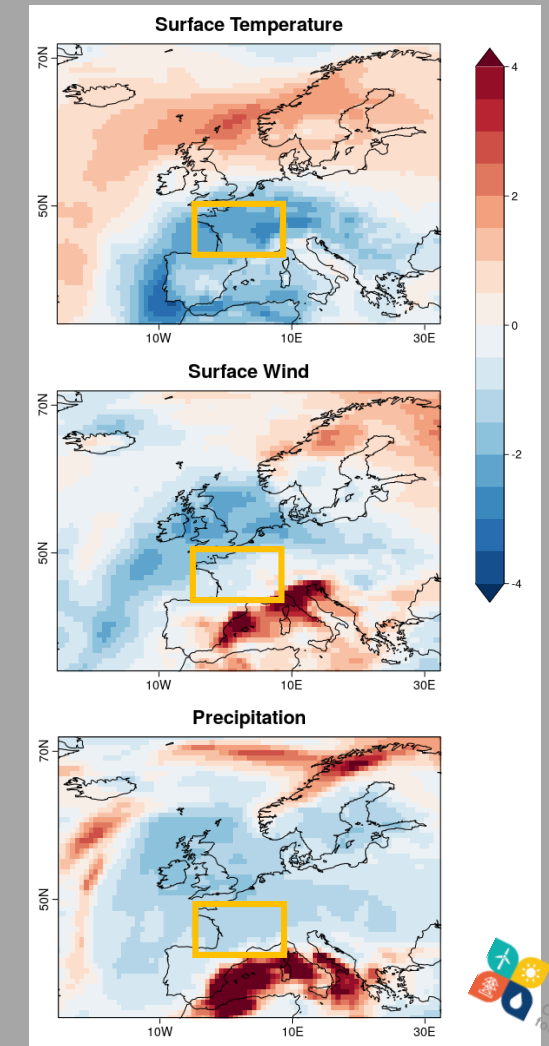 Surface Temperature
70N
50N
10W 10E 30E
4
2
0
-2
-4
Surface Wind
70N
50N
10W 10E 30E
Precipitation
70N
50N
10W 10E 30E